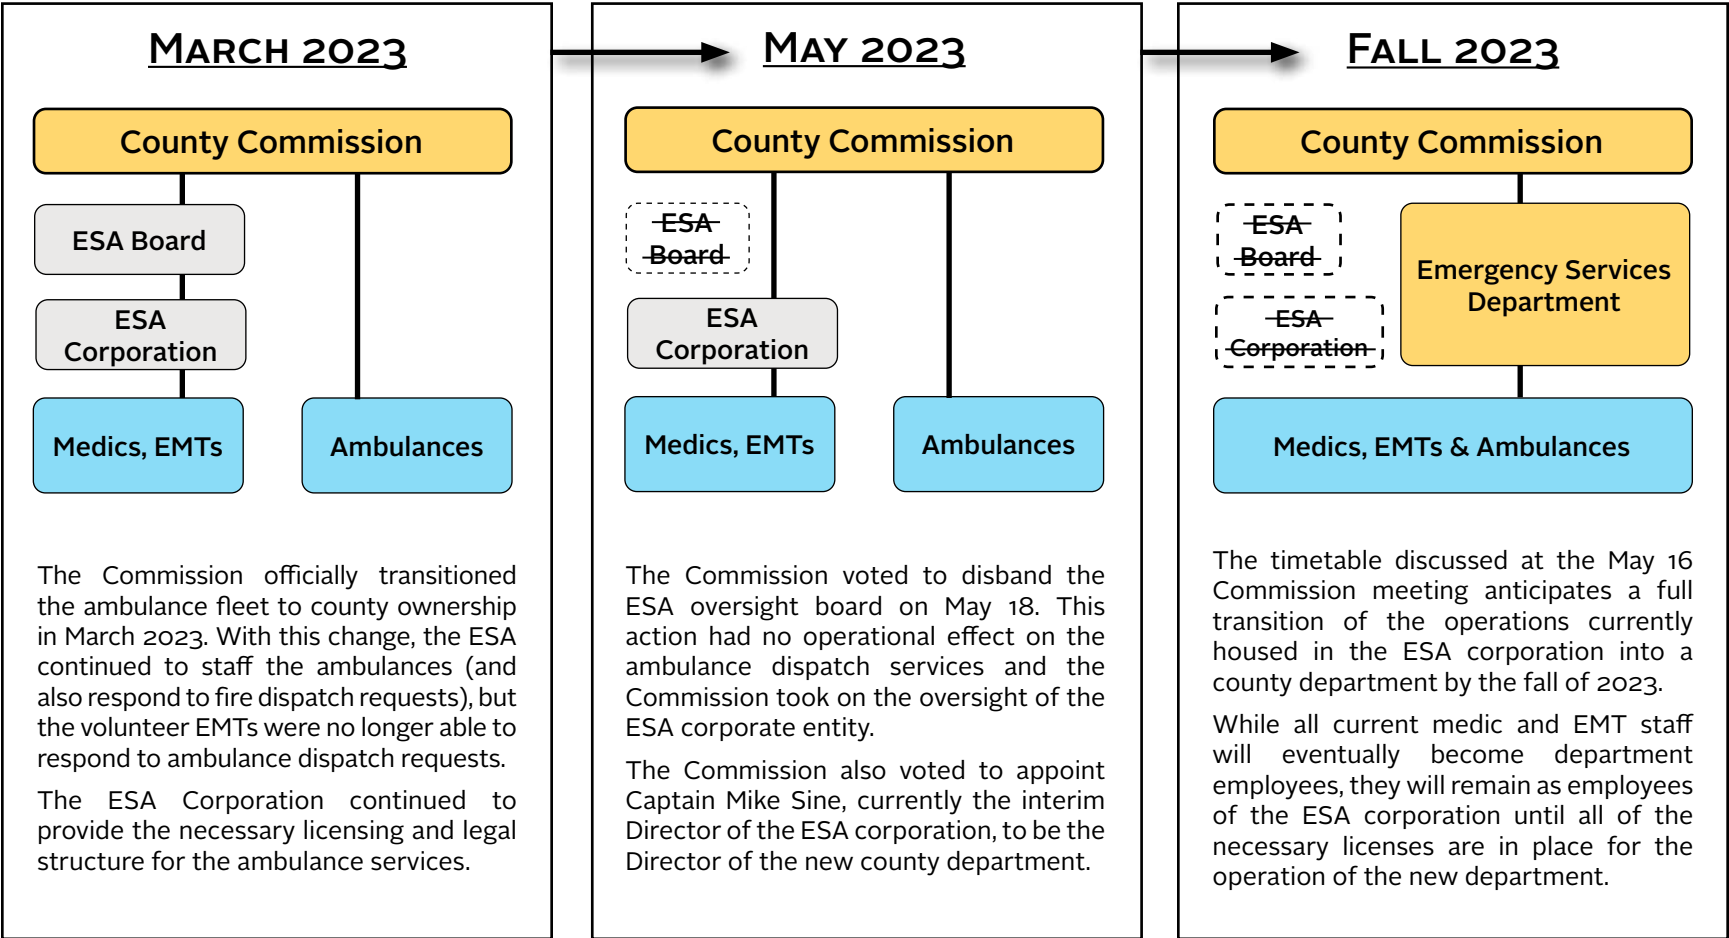 March 2023
County Commission
ESA Board
ESA
Corporation
Medics, EMTs
Ambulances
The Commission officially transitioned
the ambulance fleet to county ownership
in March 2023. With this change, the ESA
continued to staff the ambulances (and
also respond to fire dispatch requests), but
the volunteer EMTs were no longer able to
respond to ambulance dispatch requests.
The ESA Corporation continued to
provide the necessary licensing and legal
structure for the ambulance services.
May 2023
County Commission
ESA
Board
ESA
Corporation
Medics, EMTs
Ambulances
The Commission voted to disband the
ESA oversight board on May 18. This
action had no operational effect on the
ambulance dispatch services and the
Commission took on the oversight of the
ESA corporate entity.
The Commission also voted to appoint
Captain Mike Sine, currently the interim
Director of the ESA corporation, to be the
Director of the new county department.
Fall 2023
County Commission
ESA
Board
ESA
Corporation
Emergency Services
Department
Medics, EMTs & Ambulances
The timetable discussed at the May 16
Commission meeting anticipates a full
transition of the operations currently
housed in the ESA corporation into a
county department by the fall of 2023.
While all current medic and EMT staff
will eventually become department
employees, they will remain as employees
of the ESA corporation until all of the
necessary licenses are in place for the
operation of the new department.